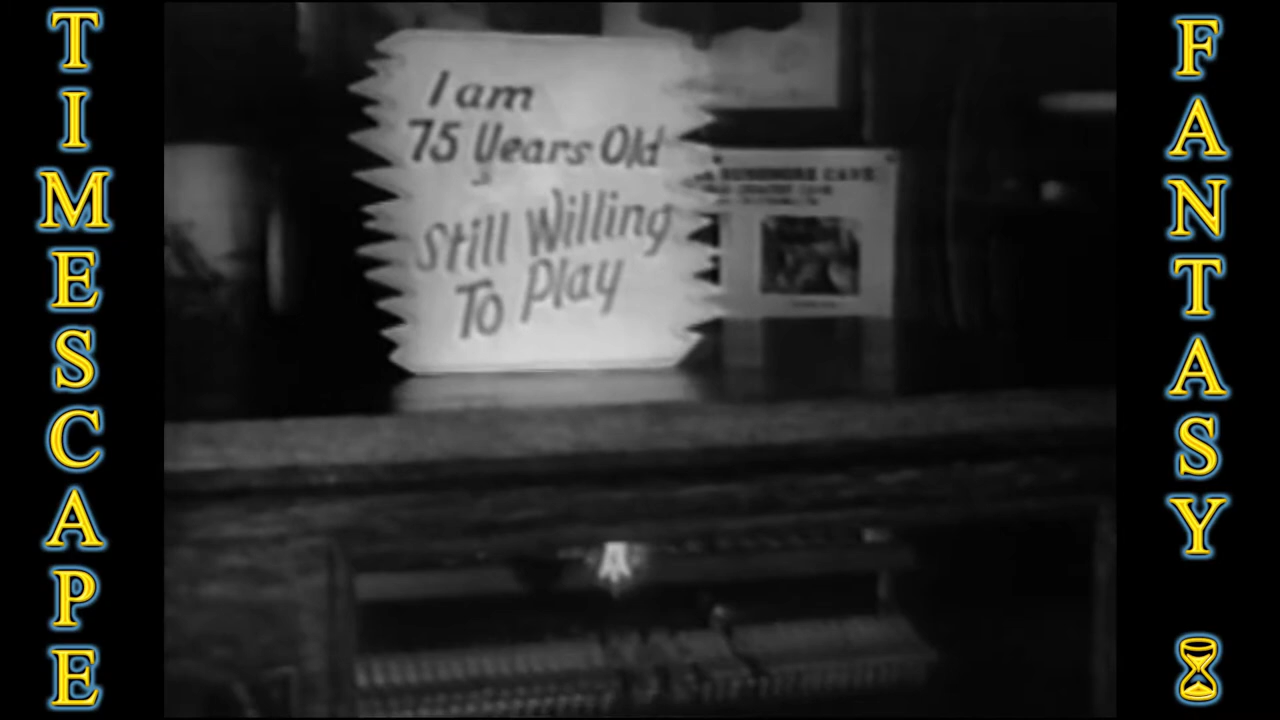 TIMESCAPE
I am
75 Years Old
Still Willing
To Play
FANTASY